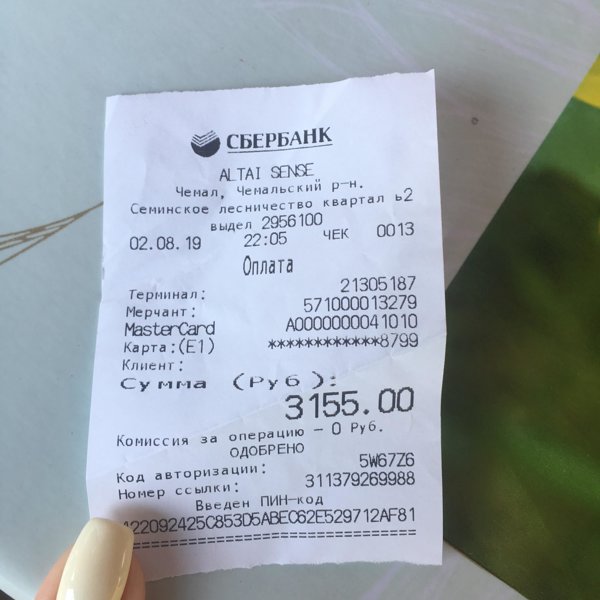 СБЕРБАНК
ALTAI SENSE
Чемал, Чемальский р-н.
Семинское лесничество квартал ь2
выдел 2956100
02.08.19 22:05 ЧЕК 0013
Оплата
Терминал: 21305187
Мерчант: 571000013279
MasterCard A0000000041010
Карта:(E1) ************8799
Клиент:
Сумма (Руб):
3155.00
Комиссия за операцию – 0 Руб.
ОДОБРЕНО
Код авторизации: 5W67Z6
Номер ссылки: 311379269988
Введен ПИН-код
A22092425C853D5ABEC62E529712AF81
================================